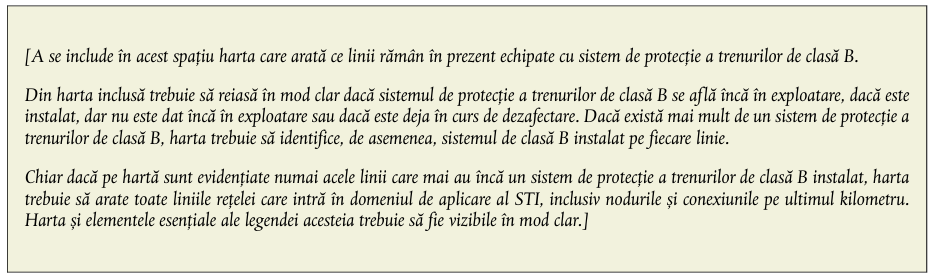 [A se include în acest spațiu harta care arată ce linii rămân în prezent echipate cu sistem de protecție a trenurilor de clasă B.
Din harta inclusă trebuie să reiasă în mod clar dacă sistemul de protecție a trenurilor de clasă B se află încă în exploatare, dacă este
instalat, dar nu este dat încă în exploatare sau dacă este deja în curs de dezafectare. Dacă există mai mult de un sistem de protecție a
trenurilor de clasă B, harta trebuie să identifice, de asemenea, sistemul de clasă B instalat pe fiecare linie.
Chiar dacă pe hartă sunt evidențiate numai acele linii care mai au încă un sistem de protecție a trenurilor de clasă B instalat, harta
trebuie să arate toate liniile rețelei care intră în domeniul de aplicare al STI, inclusiv nodurile și conexiunile pe ultimul kilometru.
Harta și elementele esențiale ale legendei acesteia trebuie să fie vizibile în mod clar.]